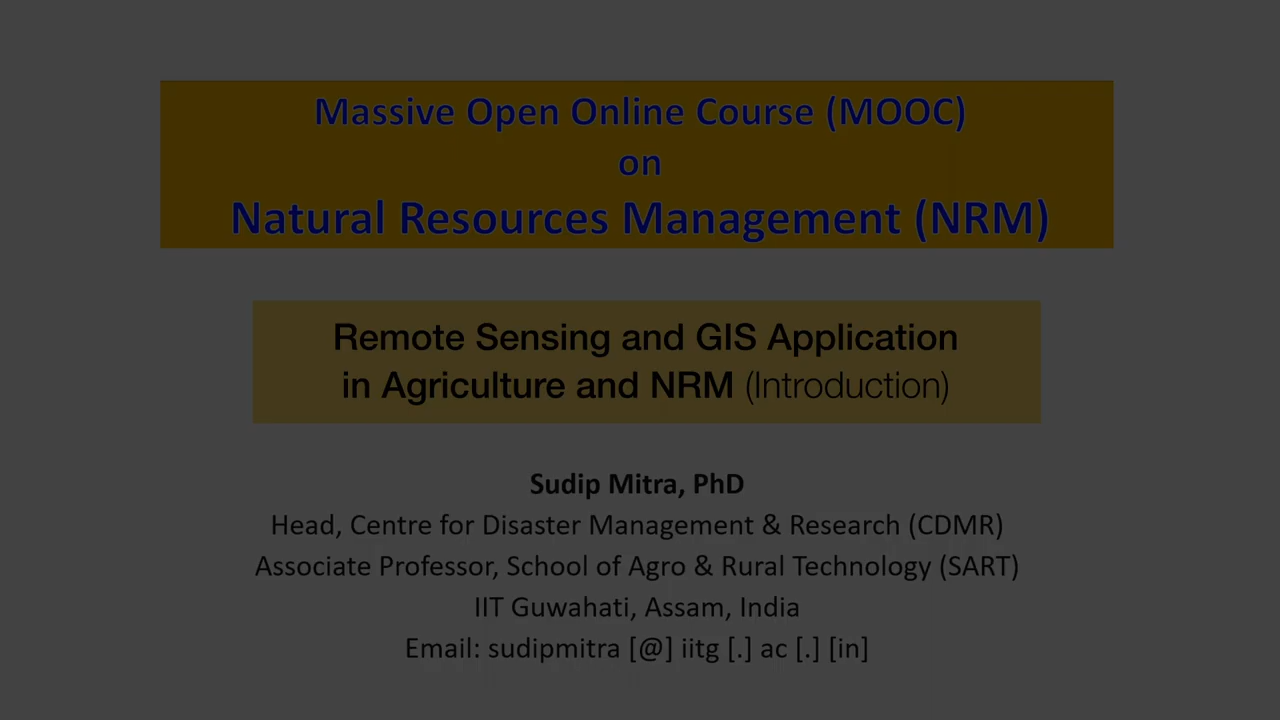 Massive Open Online Course (MOOC)
on
Natural Resources Management (NRM)
Remote Sensing and GIS Application
in Agriculture and NRM (Introduction)
Sudip Mitra, PhD
Head, Centre for Disaster Management & Research (CDMR)
Associate Professor, School of Agro & Rural Technology (SART)
IIT Guwahati, Assam, India
Email: sudipmitra [@] iitg [.] ac [.] [in]